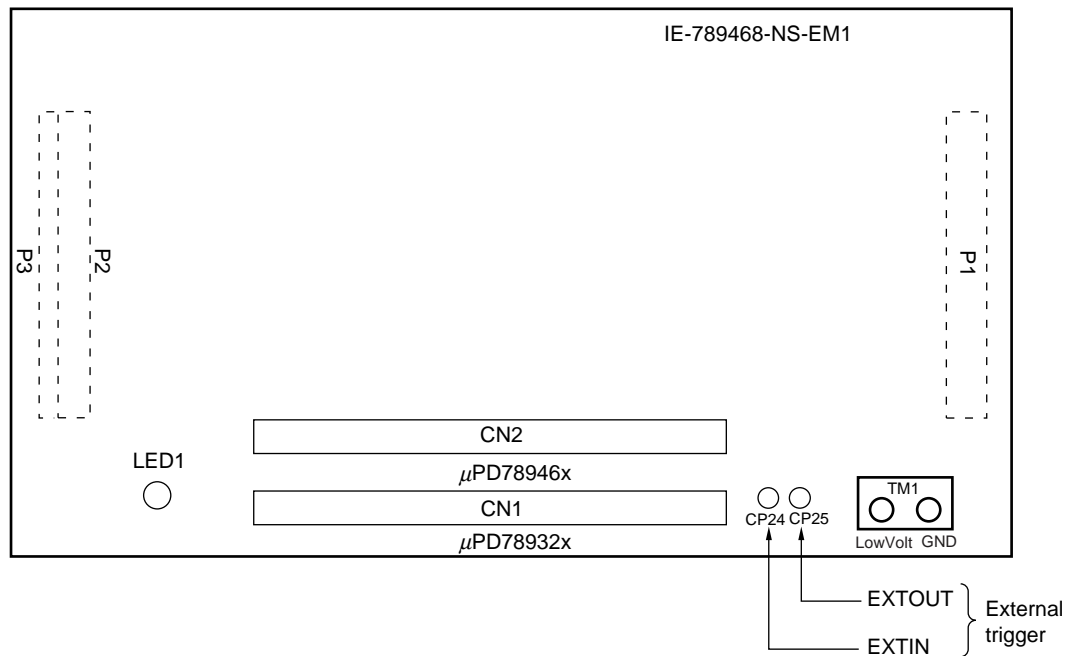 IE-789468-NS-EM1
P3
P2
P1
CN2
LED1
μPD78946x
CN1
TM1
CP24 CP25
LowVolt GND
μPD78932x
EXTOUT
External
trigger
EXTIN